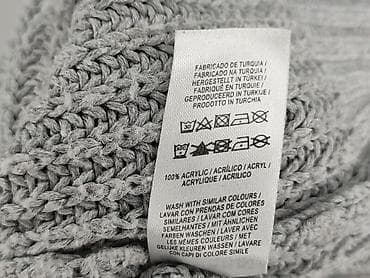 FABRICADO DE TURQUIA /
FABRICADO NA TURQUIA /
HERGESTELLT IN TÜRKEI /
FABRIQUÉ EN TURQUIE /
GEPRODUCEERD IN TURKIJE /
PRODOTTO IN TURCHIA
100% ACRYLIC / ACRÍLICO / ACRYL /
ACRYLIQUE / ACRILICO
WASH WITH SIMILAR COLOURS /
LAVAR CON PRENDAS DE COLORES
SIMILARES / LAVAR COM CORES
SEMELHANTES / MIT ÄHNLICHEN
FARBEN WASCHEN / LAVER AVEC
LES MÊMES COULEURS / MET
GELIJKE KLEUREN WASSEN / LAVARE
CON CAPI DI COLORE SIMILE